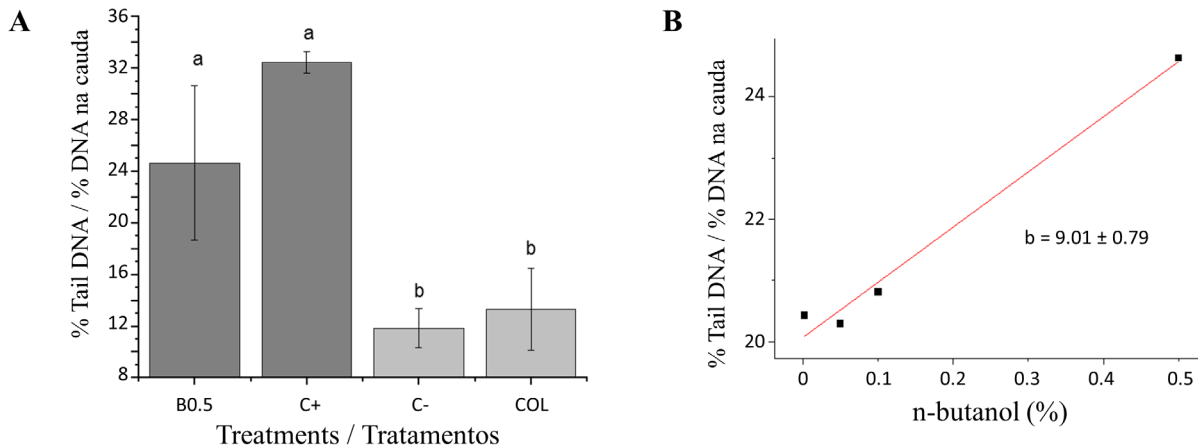 A
% Tail DNA / % DNA na cauda
36
32
28
24
20
16
12
8
a
a
b
b
B0.5
C+
C-
COL
Treatments / Tratamentos
B
% Tail DNA / % DNA na cauda
24
22
20
b = 9.01 ± 0.79
0
0.1
0.2
0.3
0.4
0.5
n-butanol (%)